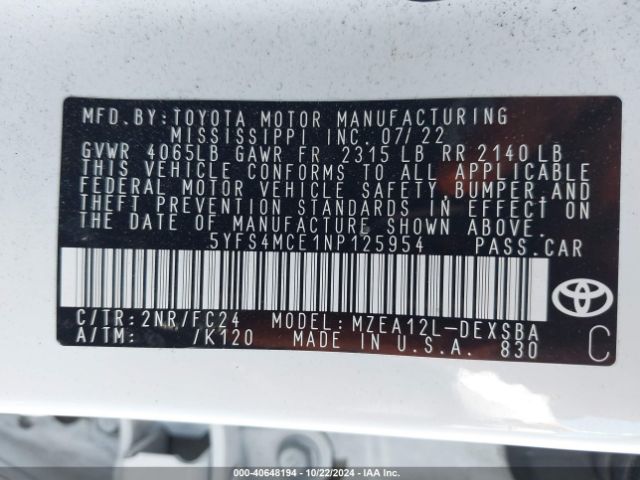 MFD. BY: TOYOTA MOTOR MANUFACTURING
MISSISSIPPI INC. 07/22
GVWR 4065LB GAWR FR 2315 LB RR 2140 LB
THIS VEHICLE CONFORMS TO ALL APPLICABLE
FEDERAL MOTOR VEHICLE SAFETY, BUMPER, AND
THEFT PREVENTION STANDARDS IN EFFECT ON
THE DATE OF MANUFACTURE SHOWN ABOVE.
5YFS4MCE1NP125954 PASS.CAR
C/TR: 2NR/FC24 MODEL: MZEA12L-DEXSBA
A/TM: /K120 MADE IN U.S.A. 830
C
000-40648194 - 10/22/2024 - IAA Inc.